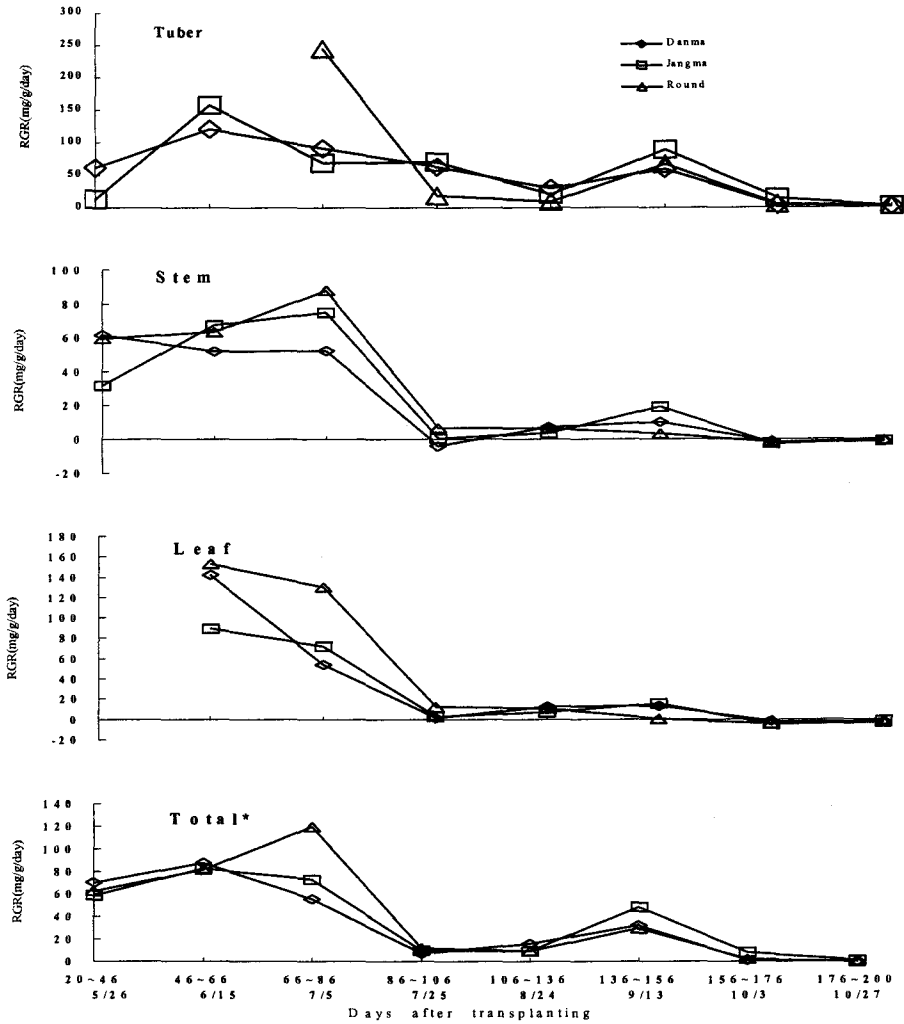 Tuber
RGR(mg/g/day)
300
250
200
150
100
50
0
Danma
Jangma
Round
Stem
RGR(mg/g/day)
100
80
60
40
20
0
-20
Leaf
RGR(mg/g/day)
180
160
140
120
100
80
60
40
20
0
-20
Total*
RGR(mg/g/day)
140
120
100
80
60
40
20
0
20~46 46~66 66~86 86~106 106~136 136~156 156~176 176~200
5/26 6/15 7/5 7/25 8/24 9/13 10/3 10/27
Days after transplanting